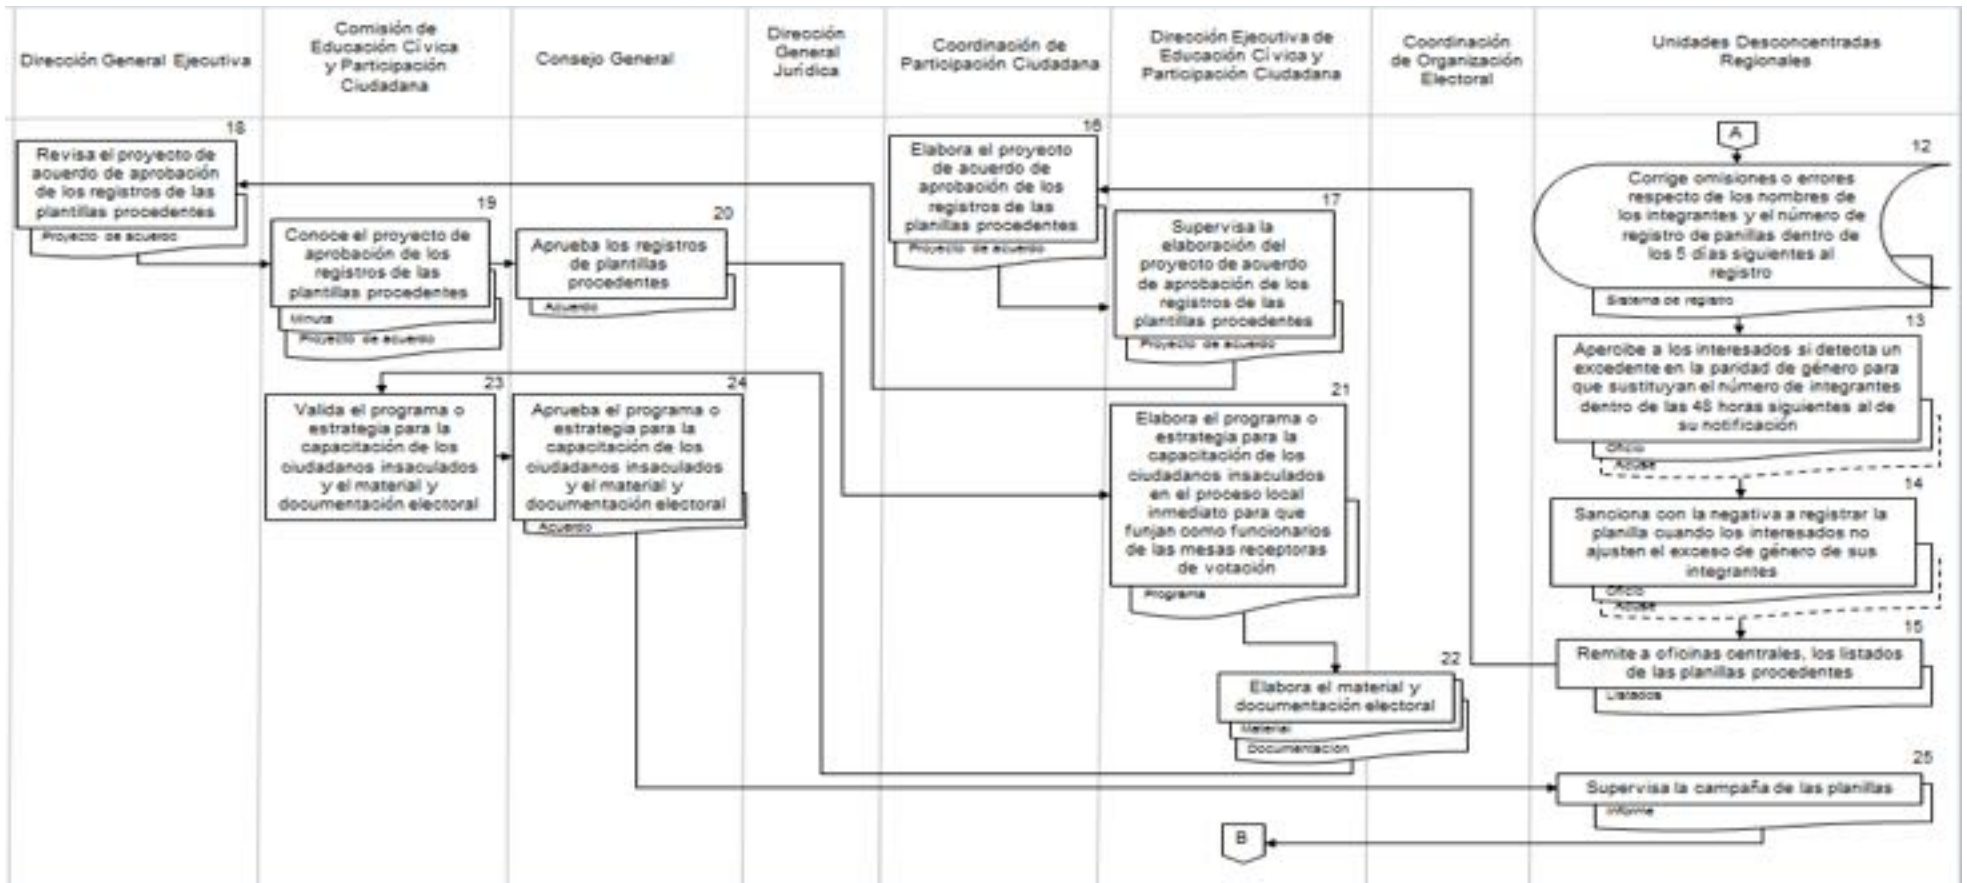 Dirección General Ejecutiva
Comisión de
Educación Cívica
y Participación
Ciudadana
Consejo General
Dirección
General
Jurídica
Coordinación de
Participación Ciudadana
Dirección Ejecutiva de
Educación Cívica y
Participación Ciudadana
Coordinación
de Organización
Electoral
Unidades Desconcentradas
Regionales
A
12
Corrige omisiones o errores
respecto de los nombres de
los integrantes y el número de
registro de panillas dentro de
los 5 días siguientes al
registro
Sistema de registro
13
Apercibe a los interesados si detecta un
excedente en la paridad de género para
que sustituyan el número de integrantes
dentro de las 48 horas siguientes al de
su notificación
Oficio
Acuse
14
Sanciona con la negativa a registrar la
planilla cuando los interesados no
ajusten el exceso de género de sus
integrantes
Oficio
Acuse
15
Remite a oficinas centrales, los listados
de las planillas procedentes
Listados
16
Elabora el proyecto
de acuerdo de
aprobación de los
registros de las
planillas procedentes
Proyecto de acuerdo
17
Supervisa la
elaboración del
proyecto de acuerdo
de aprobación de los
registros de las
plantillas procedentes
Proyecto de acuerdo
18
Revisa el proyecto de
acuerdo de aprobación
de los registros de las
plantillas procedentes
Proyecto de acuerdo
19
Conoce el proyecto de
aprobación de los
registros de las
plantillas procedentes
Minuta
Proyecto de acuerdo
20
Aprueba los registros
de plantillas
procedentes
Acuerdo
21
Elabora el programa o
estrategia para la
capacitación de los
ciudadanos insaculados
en el proceso local
inmediato para que
funjan como funcionarios
de las mesas receptoras
de votación
Programa
22
Elabora el material y
documentación electoral
Material
Documentación
23
Valida el programa o
estrategia para la
capacitación de los
ciudadanos insaculados
y el material y
documentación electoral
24
Aprueba el programa o
estrategia para la
capacitación de los
ciudadanos insaculados
y el material y
documentación electoral
Acuerdo
25
Supervisa la campaña de las planillas
Informe
B